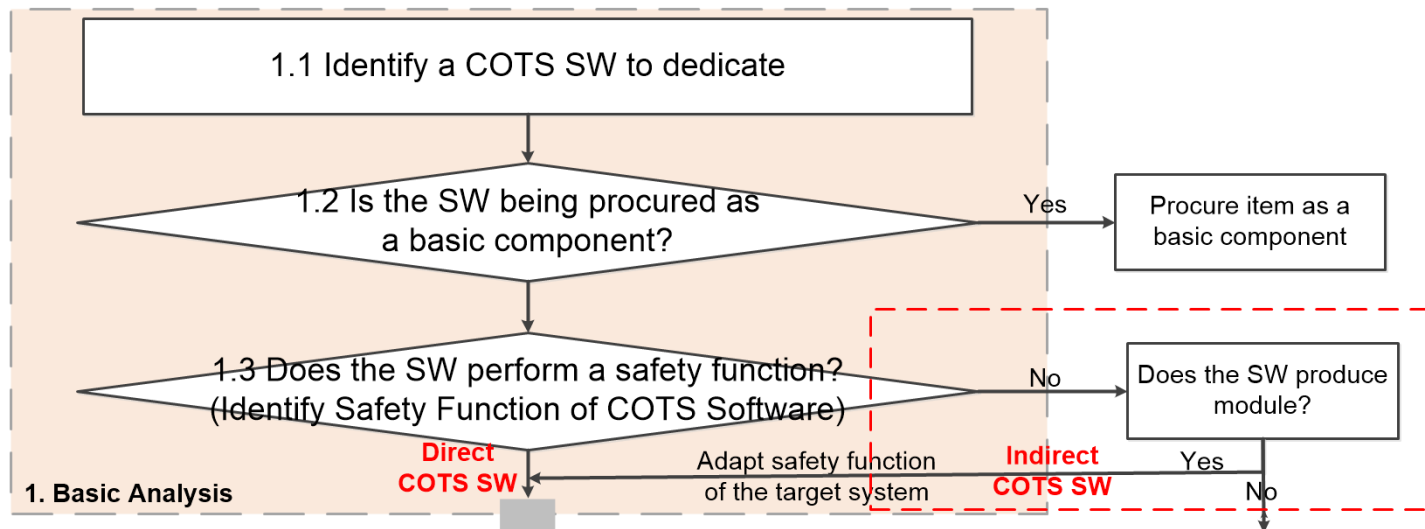 1.1 Identify a COTS SW to dedicate
1.2 Is the SW being procured as
a basic component?
Yes
Procure item as a
basic component
1.3 Does the SW perform a safety function?
(Identify Safety Function of COTS Software)
No
Does the SW produce
module?
Direct
COTS SW
Adapt safety function
of the target system
Indirect
COTS SW
Yes
No
1. Basic Analysis